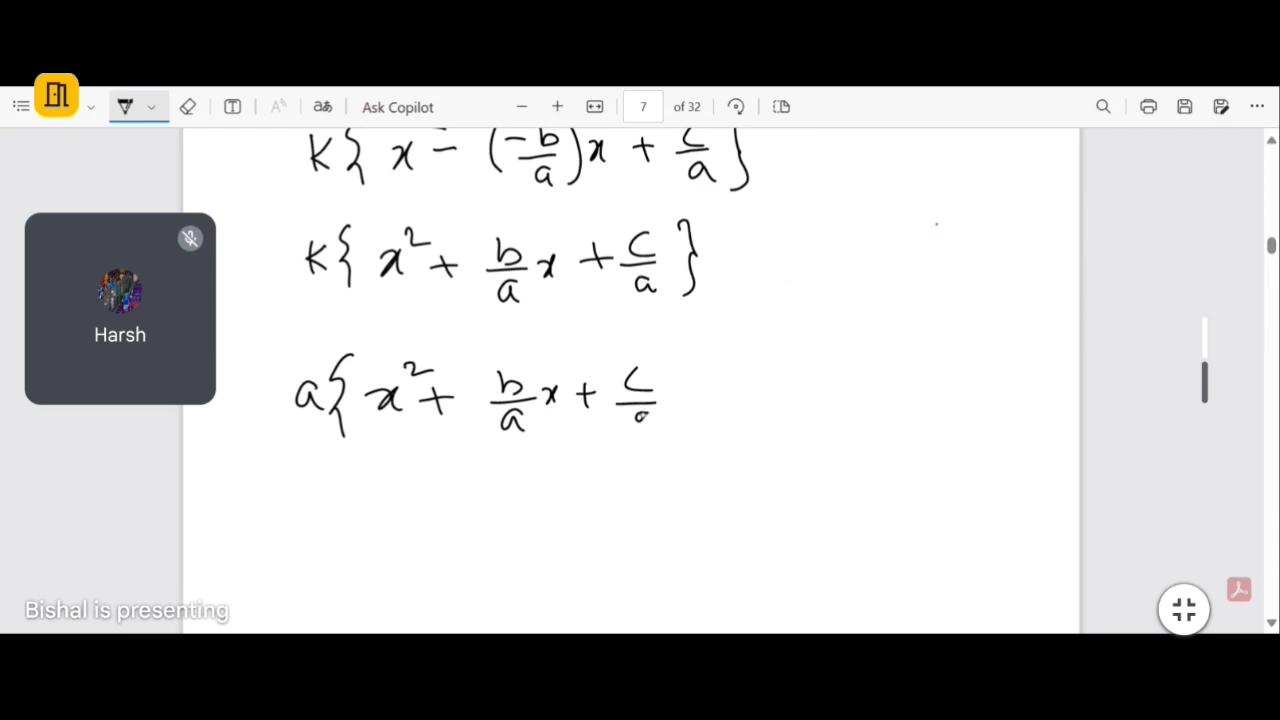 Ask Copilot 7 of 32
K{ x - (-b/a)x + c/a }
K{ x² + b/a x + c/a }
Harsh
a{ x² + b/a x + c/a
Bishal is presenting